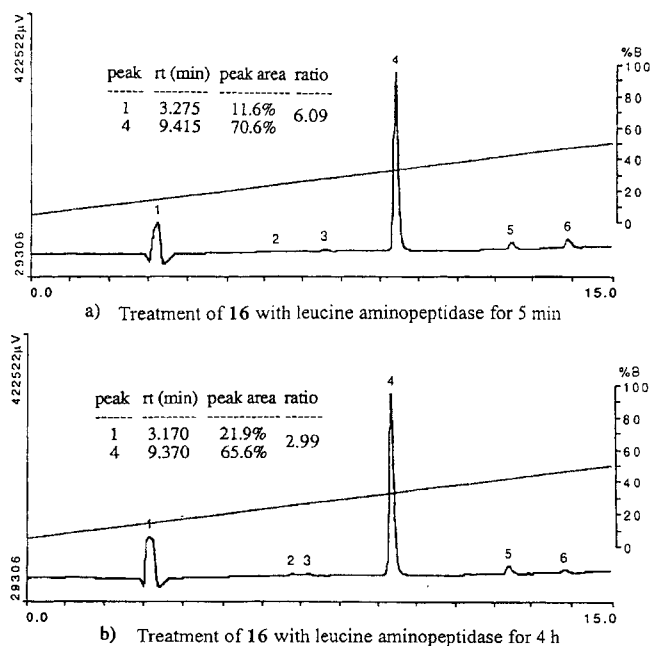 422522µV
%B
peak rt (min) peak area ratio
1 3.275 11.6% 6.09
4 9.415 70.6%
100
80
60
40
20
0
1
2
3
4
5
6
29306
0.0
15.0
a) Treatment of 16 with leucine aminopeptidase for 5 min
422522µV
%B
peak rt (min) peak area ratio
1 3.170 21.9% 2.99
4 9.370 65.6%
100
80
60
40
20
0
1
2
3
4
5
6
29306
0.0
15.0
b) Treatment of 16 with leucine aminopeptidase for 4 h